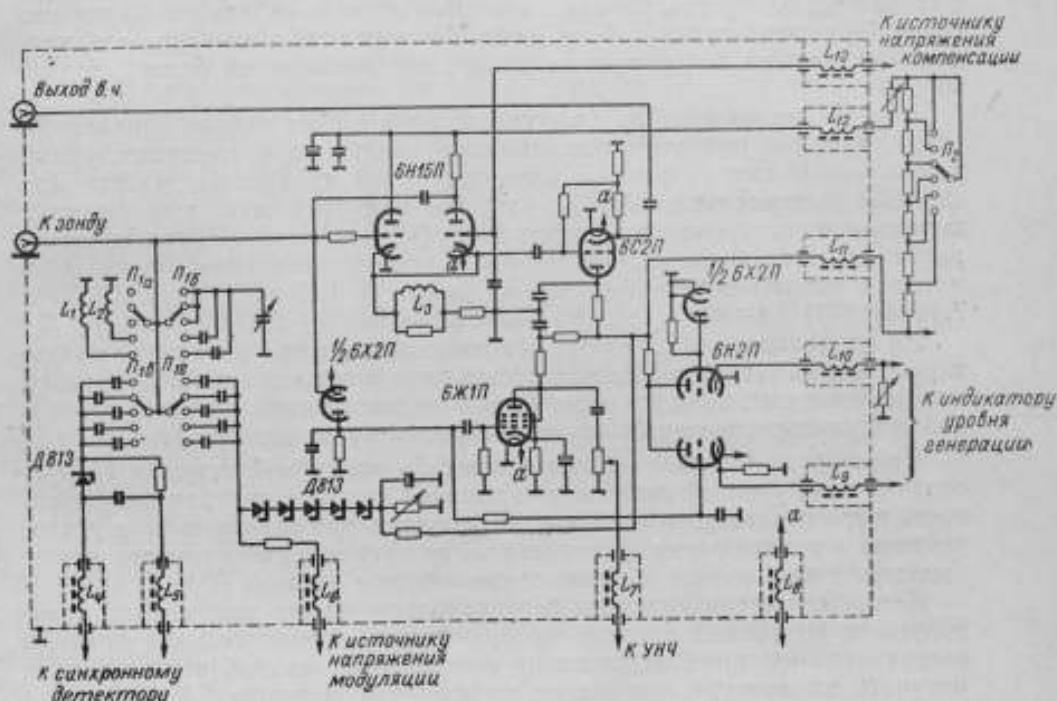 К источнику
напряжения
компенсации
L₁₃
Выход в.ч.
L₁₂
П₂
6Н15П
К зонду
а
а
6С2П
L₁₁
П₁а
П₁б
½ 6Х2П
L₁
L₂
L₃
½ 6Х2П
6Н2П
L₁₀
П₁в
П₁г
6Ж1П
К индикатору
уровня
генерации
Д813
Д813
а
L₉
а
L₄
L₅
L₆
L₇
L₈
К источнику
напряжения
модуляции
К УНЧ
К синхронному
детектору